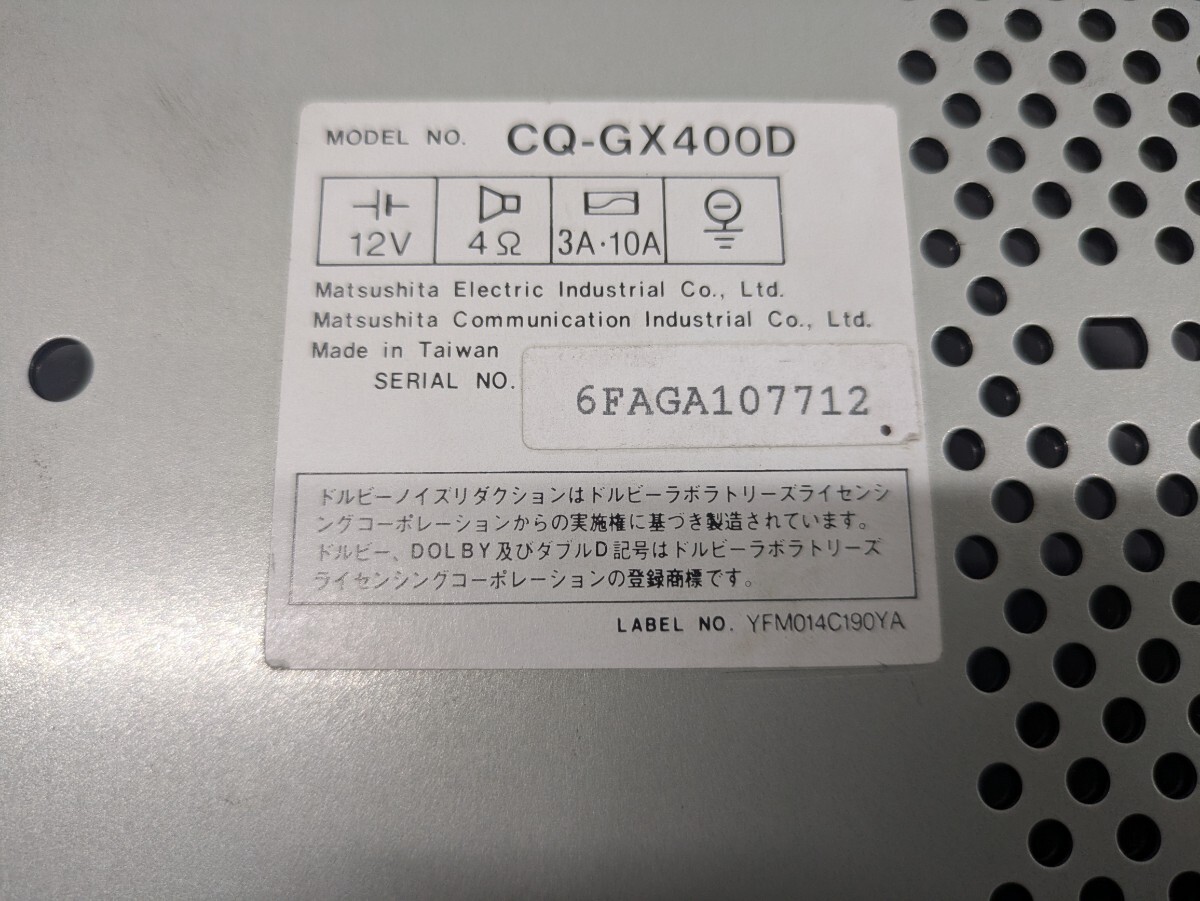 MODEL NO. CQ-GX400D
12V 4Ω 3A·10A
Matsushita Electric Industrial Co., Ltd.
Matsushita Communication Industrial Co., Ltd.
Made in Taiwan
SERIAL NO. 6FAGA107712
ドルビーノイズリダクションはドルビーラボラトリーズライセンシ
ングコーポレーションからの実施権に基づき製造されています。
ドルビー、DOLBY及びダブルD記号はドルビーラボラトリーズ
ライセンシングコーポレーションの登録商標です。
LABEL NO. YFM014C190YA